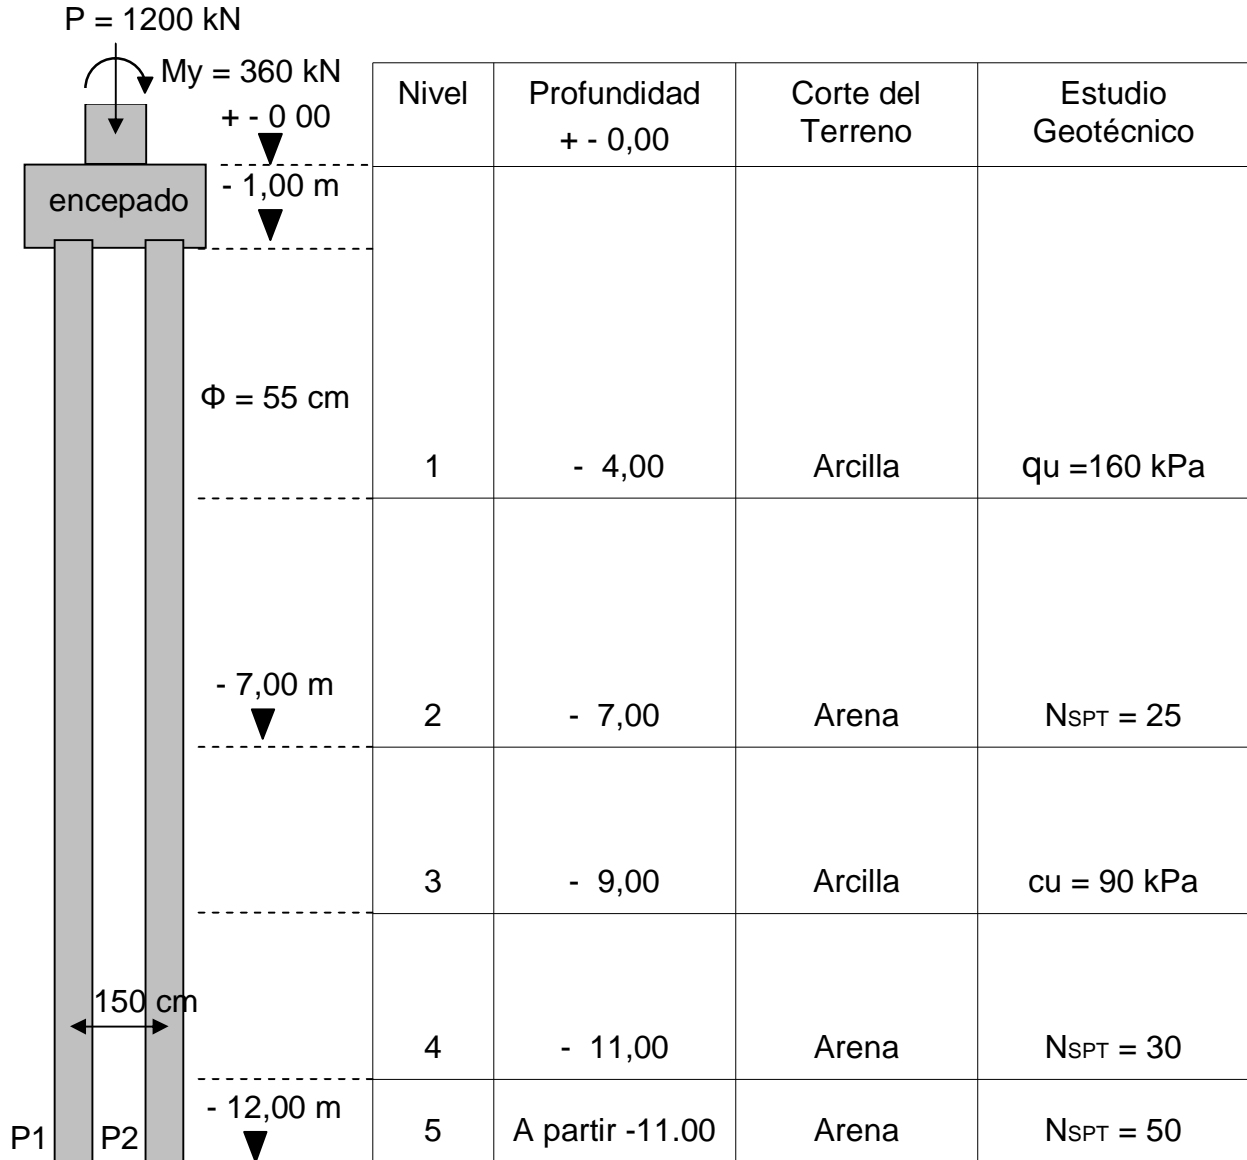 P = 1200 kN
My = 360 kN
+ - 0 00
encepado
- 1,00 m
Φ = 55 cm
- 7,00 m
150 cm
- 12,00 m
P1 P2
Nivel Profundidad + - 0,00 Corte del Terreno Estudio Geotécnico
1 - 4,00 Arcilla qu =160 kPa
2 - 7,00 Arena NSPT = 25
3 - 9,00 Arcilla cu = 90 kPa
4 - 11,00 Arena NSPT = 30
5 A partir -11.00 Arena NSPT = 50